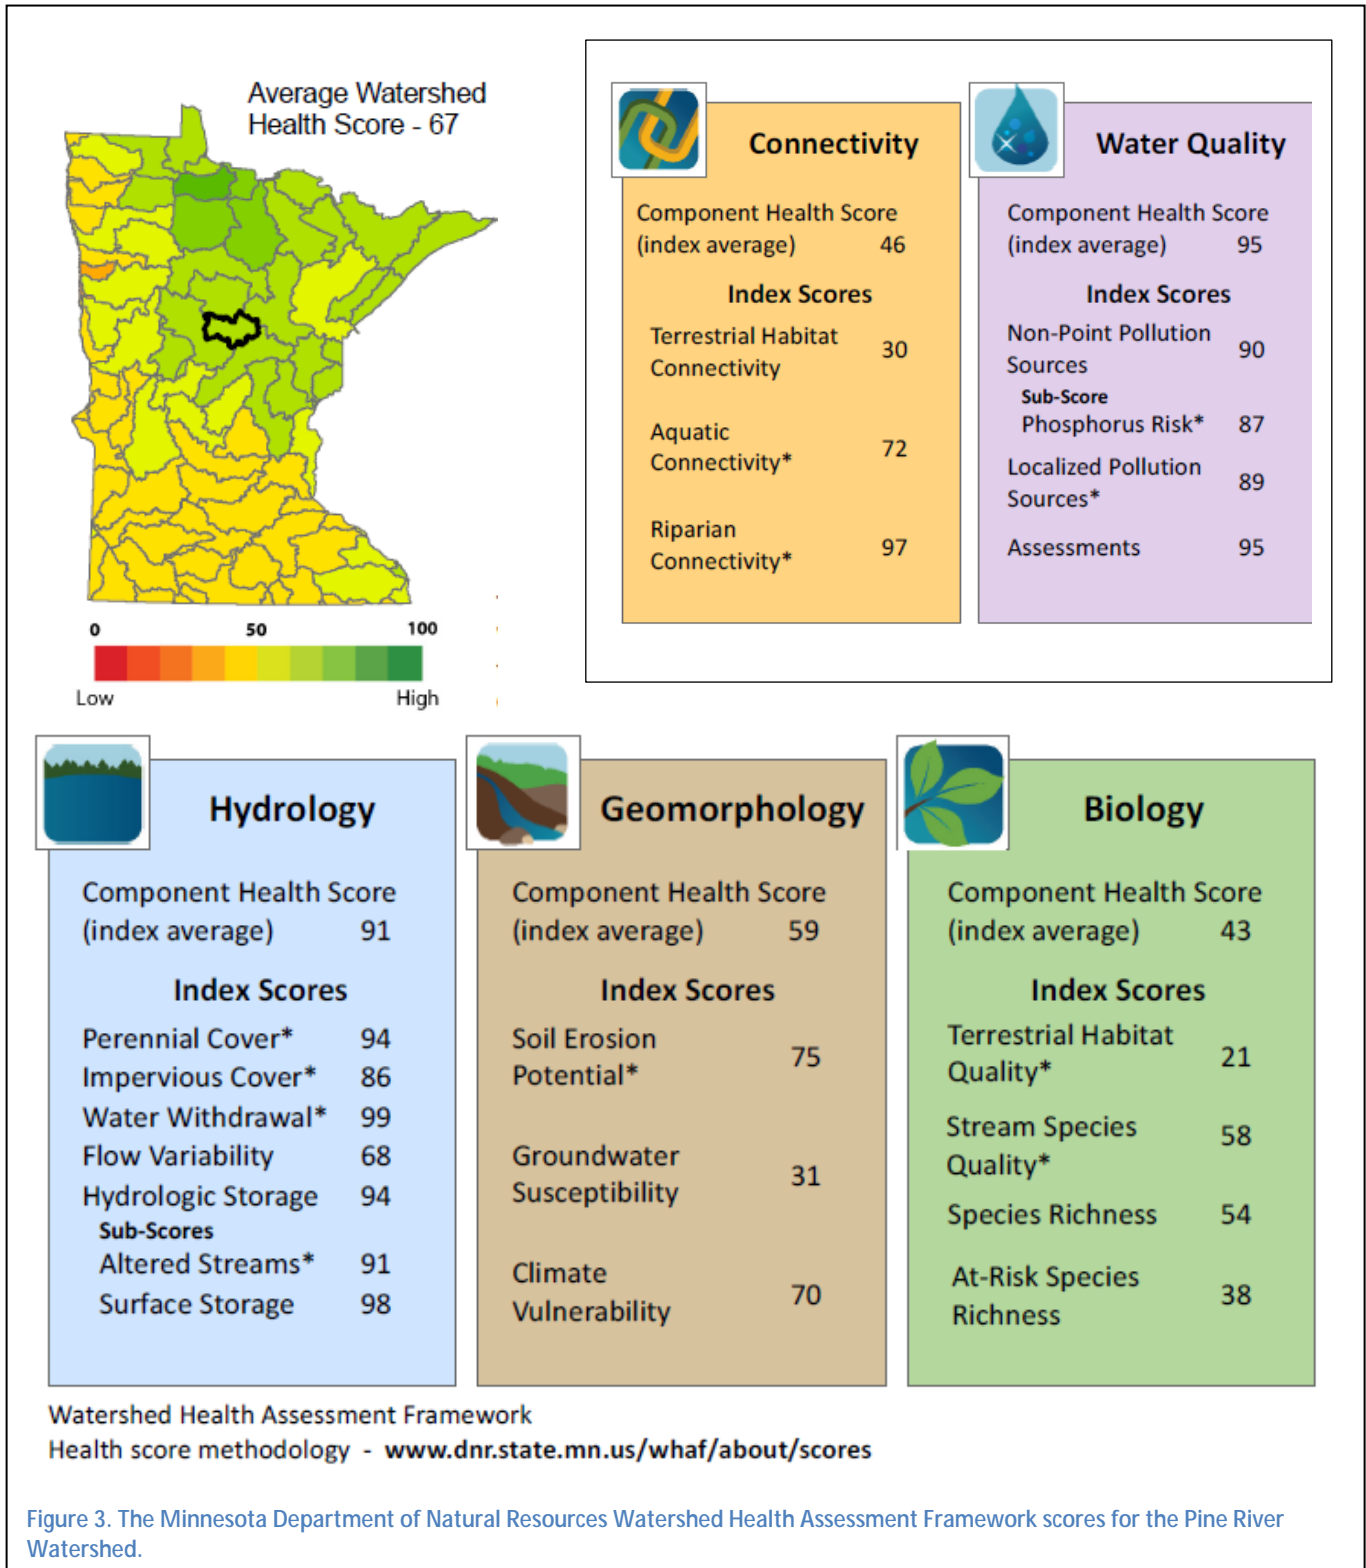 Average Watershed
Health Score - 67
0 50 100
Low High
Connectivity
Component Health Score
(index average) 46
Index Scores
Terrestrial Habitat
Connectivity 30
Aquatic
Connectivity* 72
Riparian
Connectivity* 97
Water Quality
Component Health Score
(index average) 95
Index Scores
Non-Point Pollution
Sources 90
Sub-Score
Phosphorus Risk* 87
Localized Pollution
Sources* 89
Assessments 95
Hydrology
Component Health Score
(index average) 91
Index Scores
Perennial Cover* 94
Impervious Cover* 86
Water Withdrawal* 99
Flow Variability 68
Hydrologic Storage 94
Sub-Scores
Altered Streams* 91
Surface Storage 98
Geomorphology
Component Health Score
(index average) 59
Index Scores
Soil Erosion
Potential* 75
Groundwater
Susceptibility 31
Climate
Vulnerability 70
Biology
Component Health Score
(index average) 43
Index Scores
Terrestrial Habitat
Quality* 21
Stream Species
Quality* 58
Species Richness 54
At-Risk Species
Richness 38
Watershed Health Assessment Framework
Health score methodology - www.dnr.state.mn.us/whaf/about/scores
Figure 3. The Minnesota Department of Natural Resources Watershed Health Assessment Framework scores for the Pine River
Watershed.